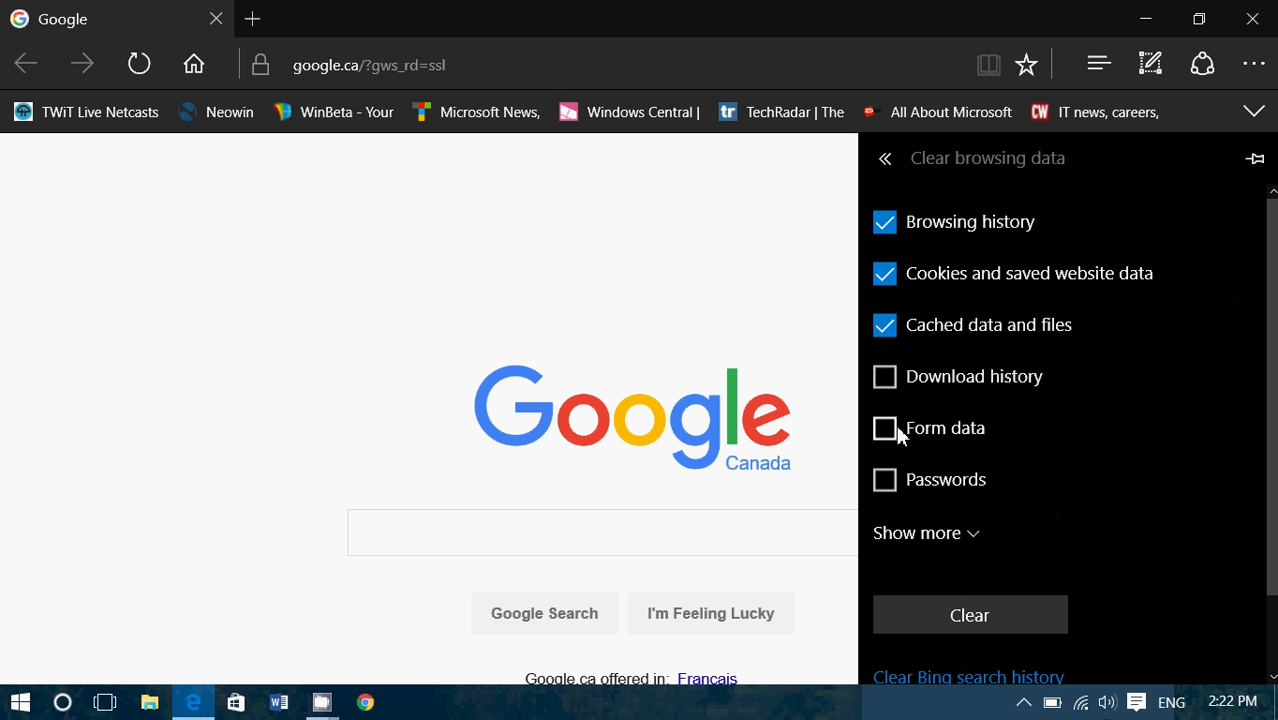 Google
google.ca/?gws_rd=ssl
TWiT Live Netcasts Neowin WinBeta - Your Microsoft News, Windows Central | TechRadar | The All About Microsoft IT news, careers,
tr CW
Clear browsing data
Browsing history
Cookies and saved website data
Cached data and files
Download history
Form data
Passwords
Show more
Clear
Clear Bing search history
Google
Canada
Google Search I'm Feeling Lucky
Google.ca offered in: Français
ENG 2:22 PM